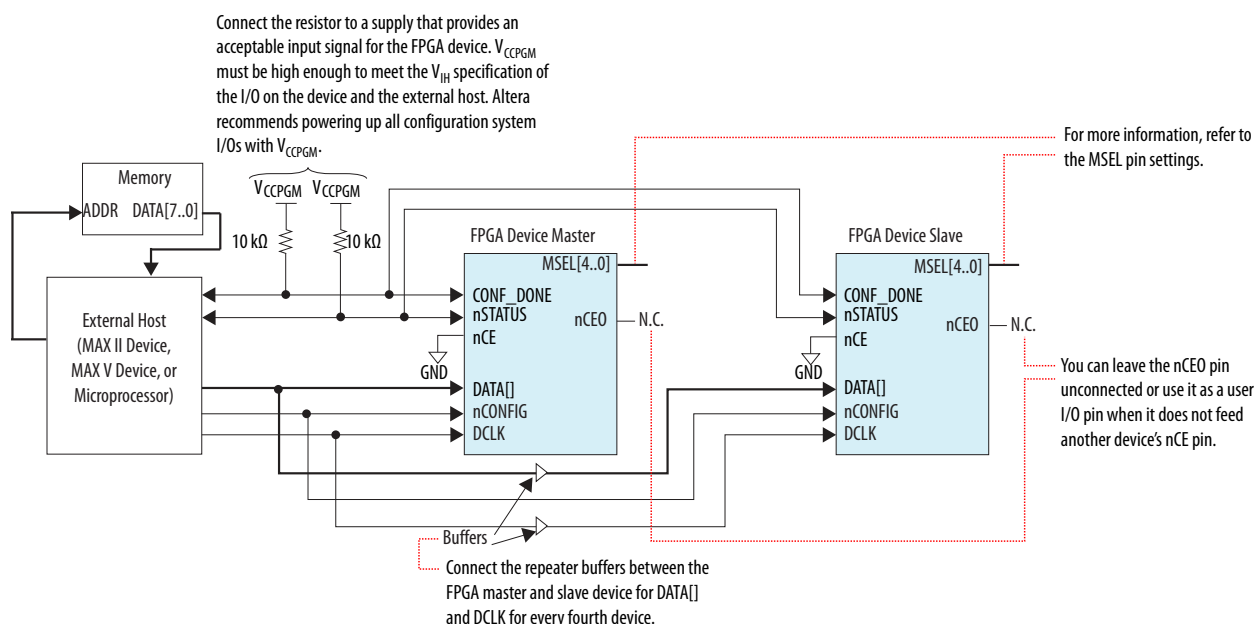 Connect the resistor to a supply that provides an
acceptable input signal for the FPGA device. VCCPGM
must be high enough to meet the VIH specification of
the I/O on the device and the external host. Altera
recommends powering up all configuration system
I/Os with VCCPGM.
For more information, refer to
the MSEL pin settings.
Memory
ADDR DATA[7..0]
VCCPGM VCCPGM
10 kΩ 10 kΩ
External Host
(MAX II Device,
MAX V Device, or
Microprocessor)
FPGA Device Master
MSEL[4..0]
CONF_DONE
nSTATUS
nCE
nCEO N.C.
GND
DATA[]
nCONFIG
DCLK
FPGA Device Slave
MSEL[4..0]
CONF_DONE
nSTATUS
nCE
nCEO N.C.
GND
DATA[]
nCONFIG
DCLK
You can leave the nCEO pin
unconnected or use it as a user
I/O pin when it does not feed
another device’s nCE pin.
Buffers
Connect the repeater buffers between the
FPGA master and slave device for DATA[]
and DCLK for every fourth device.